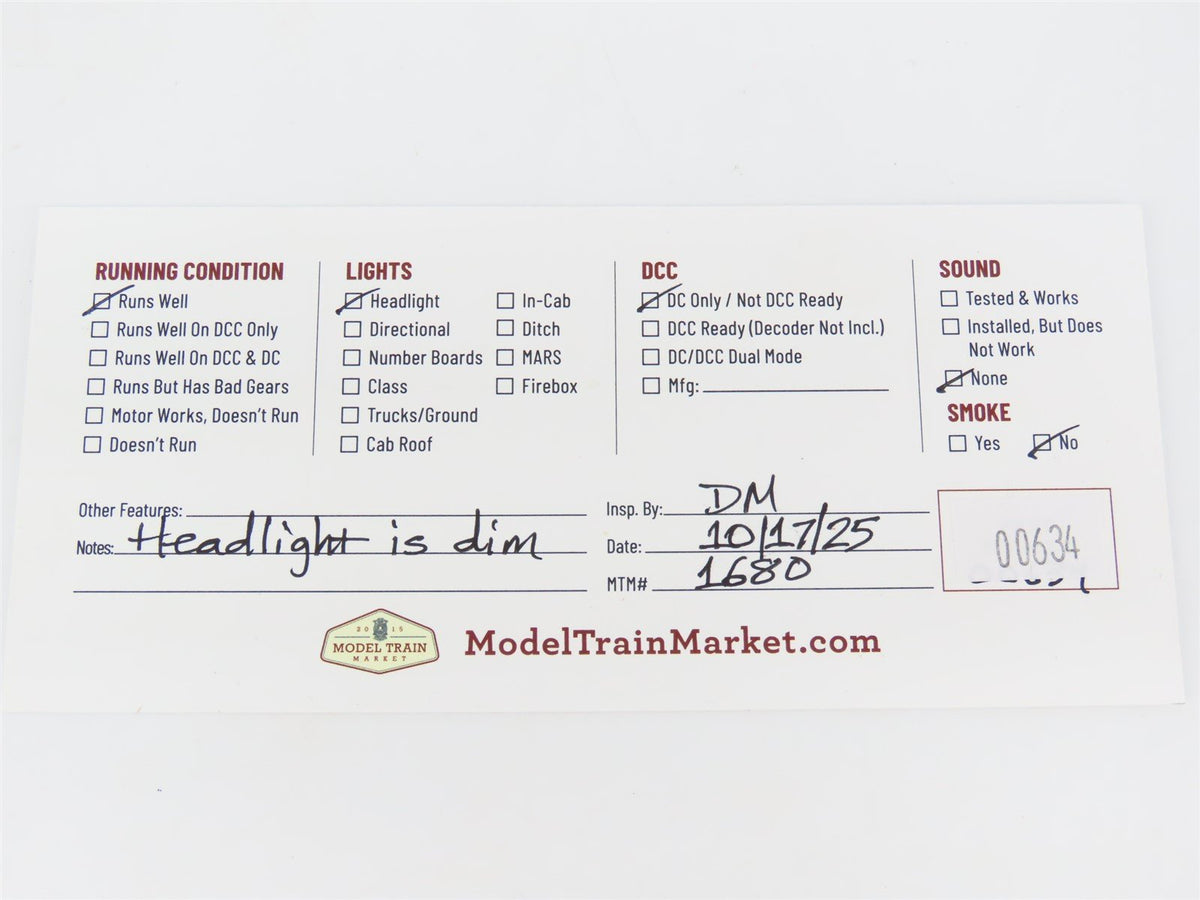 RUNNING CONDITION
Runs Well
Runs Well On DCC Only
Runs Well On DCC & DC
Runs But Has Bad Gears
Motor Works, Doesn't Run
Doesn't Run
LIGHTS
Headlight
Directional
Number Boards
Class
Trucks/Ground
Cab Roof
In-Cab
Ditch
MARS
Firebox
DCC
DC Only / Not DCC Ready
DCC Ready (Decoder Not Incl.)
DC/DCC Dual Mode
Mfg:
SOUND
Tested & Works
Installed, But Does
Not Work
None
SMOKE
Yes No
Other Features:
Notes: Headlight is dim
Insp. By: DM
Date: 10/17/25
MTM# 1680
00634
2015
MODEL TRAIN
MARKET
ModelTrainMarket.com